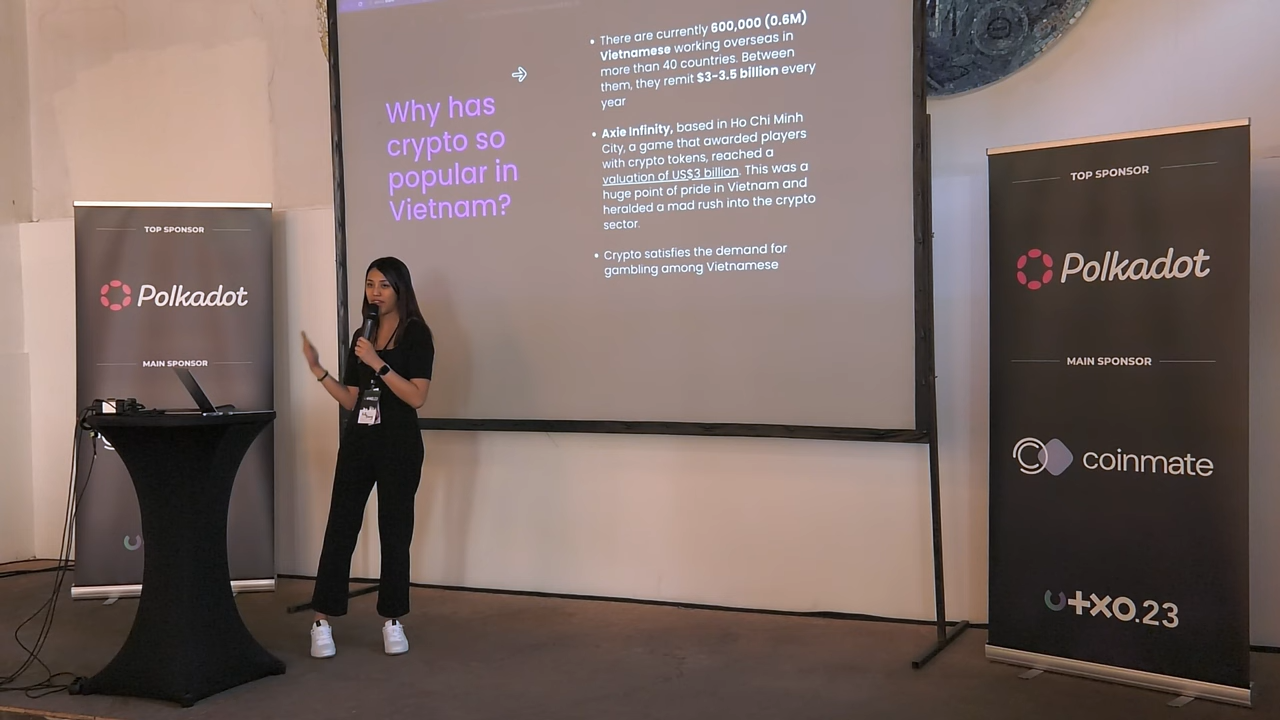 Why has
crypto so
popular in
Vietnam?
• There are currently 600,000 (0.6M)
Vietnamese working overseas in
more than 40 countries. Between
them, they remit $3-3.5 billion every
year
• Axie Infinity, based in Ho Chi Minh
City, a game that awarded players
with crypto tokens, reached a
valuation of US$3 billion. This was a
huge point of pride in Vietnam and
heralded a mad rush into the crypto
sector.
• Crypto satisfies the demand for
gambling among Vietnamese
TOP SPONSOR
Polkadot
MAIN SPONSOR
TOP SPONSOR
Polkadot
MAIN SPONSOR
coinmate
utxo.23